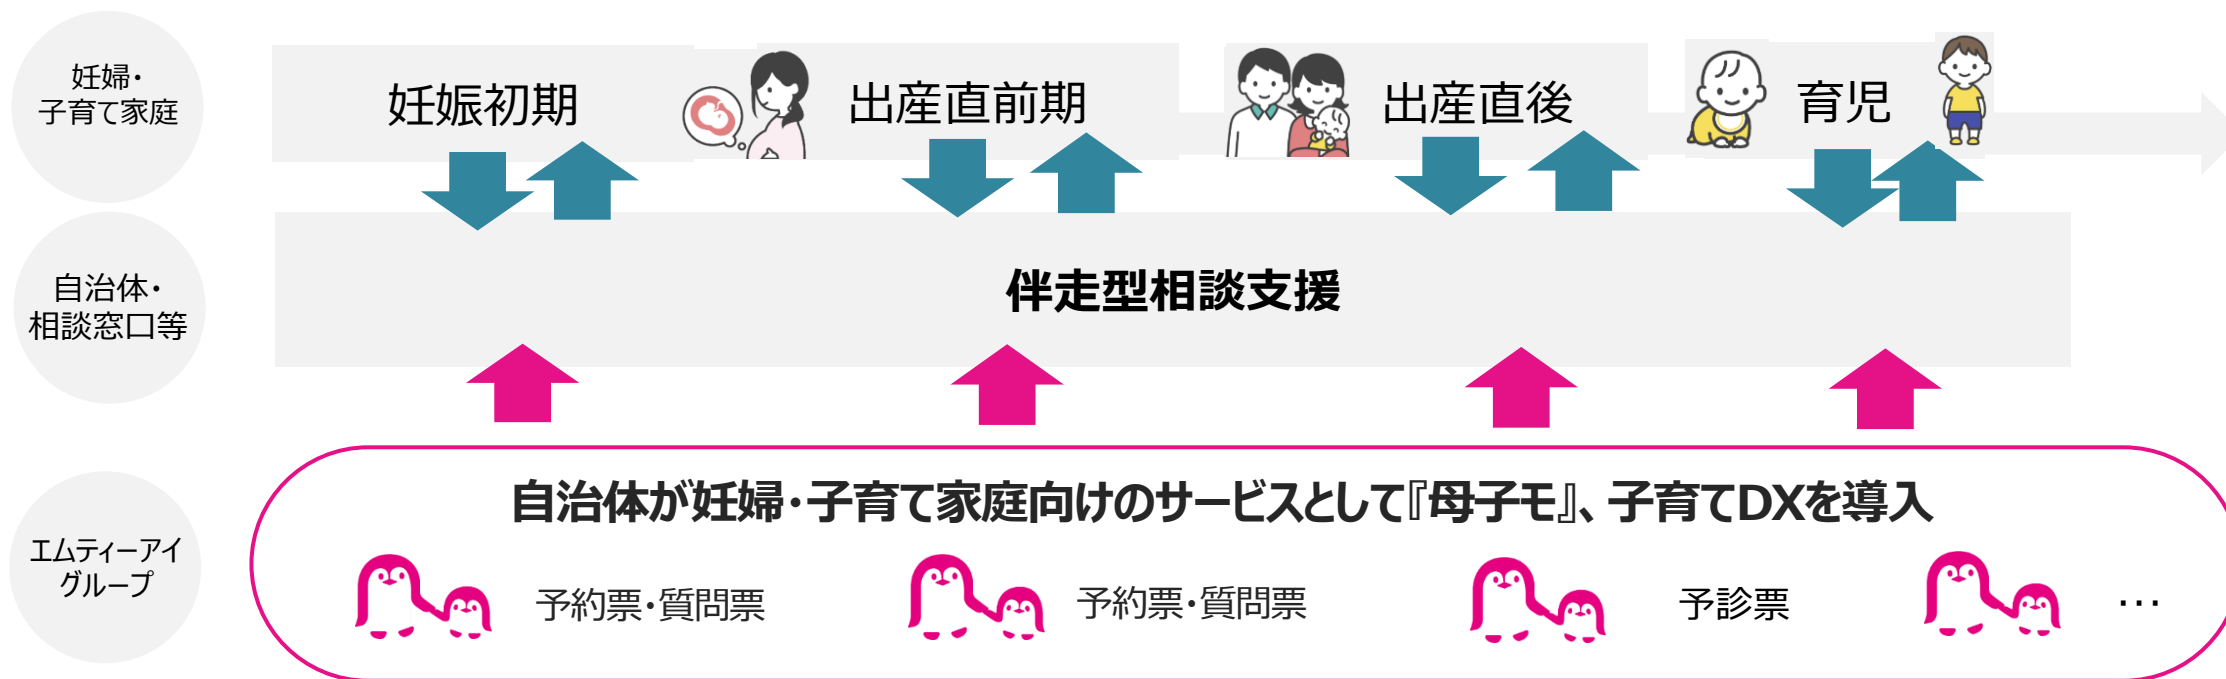 妊婦・
子育て家庭
妊娠初期
出産直前期
出産直後
育児
自治体・
相談窓口等
伴走型相談支援
エムティーアイ
グループ
自治体が妊婦・子育て家庭向けのサービスとして『母子モ』、子育てDXを導入
予約票・質問票
予約票・質問票
予診票
…